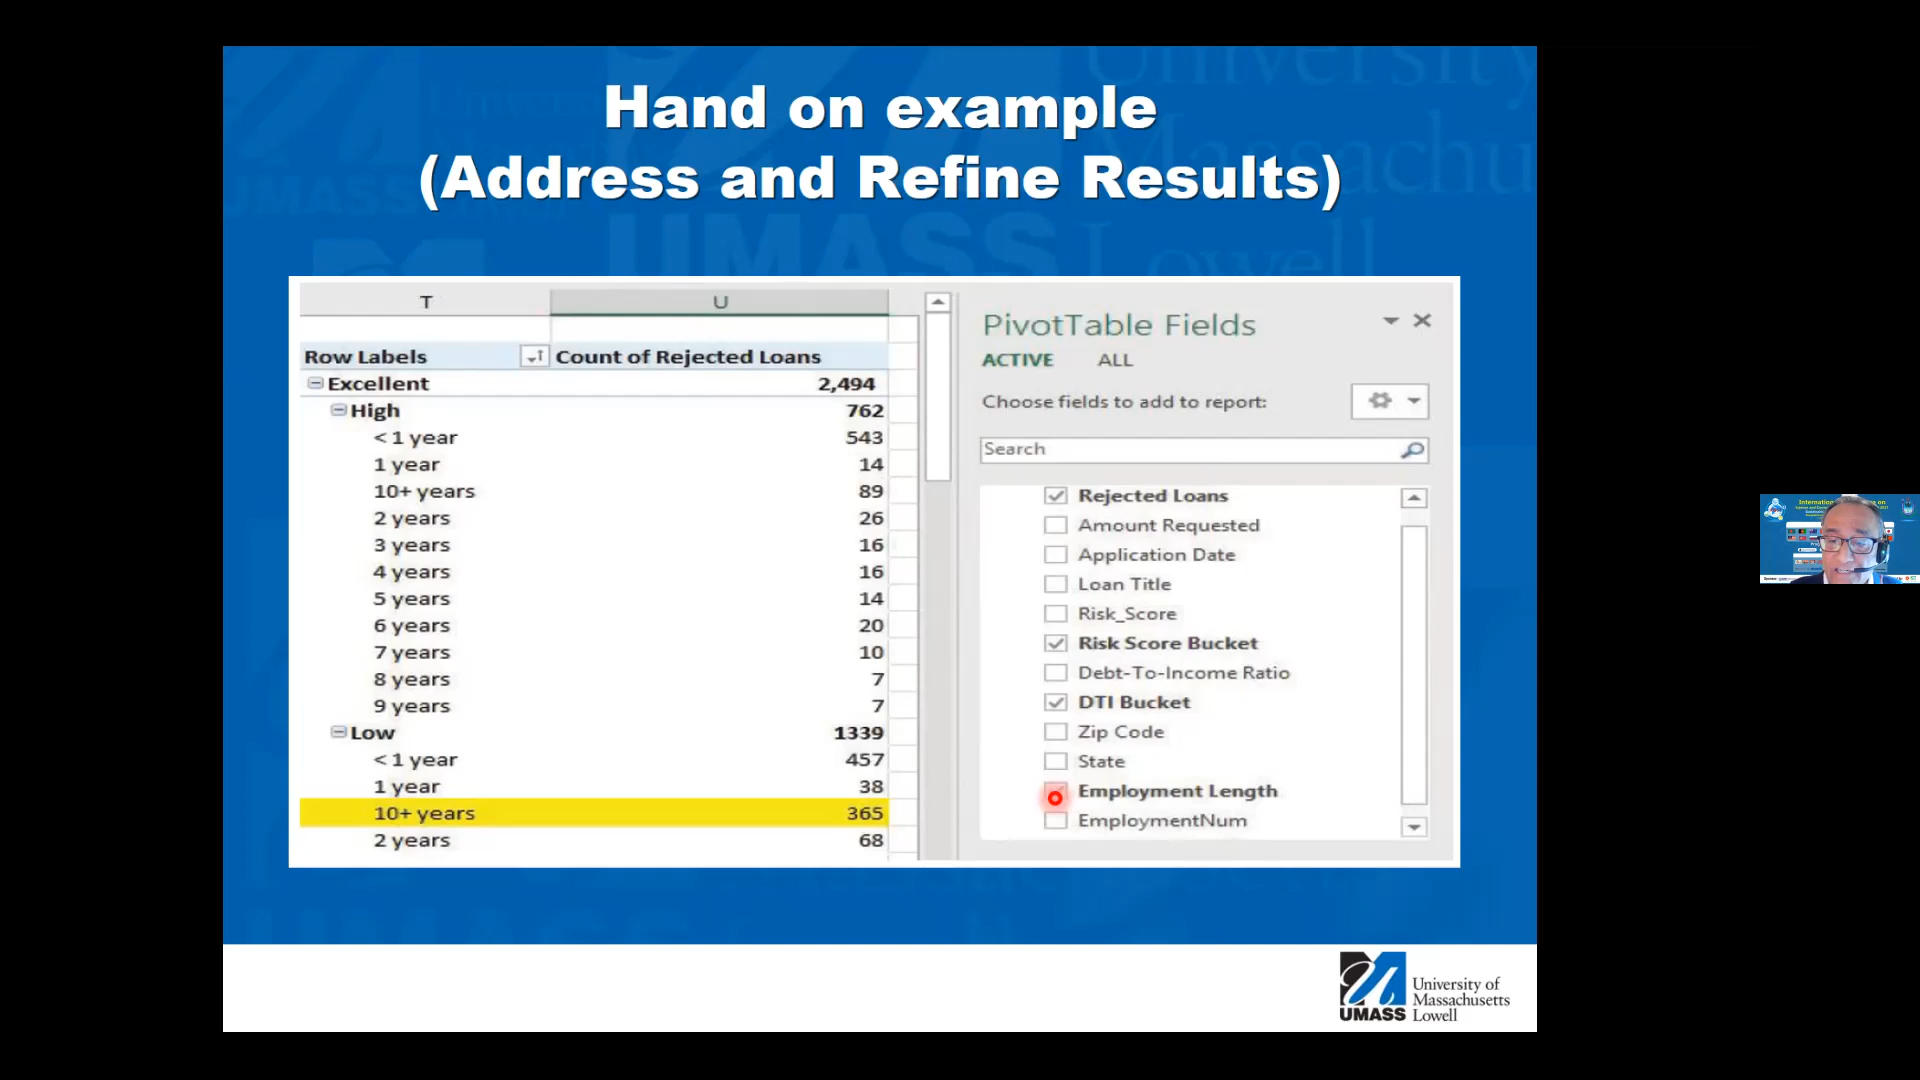 Hand on example
(Address and Refine Results)
T U
Row Labels Count of Rejected Loans
Excellent 2,494
High 762
< 1 year 543
1 year 14
10+ years 89
2 years 26
3 years 16
4 years 16
5 years 14
6 years 20
7 years 10
8 years 7
9 years 7
Low 1339
< 1 year 457
1 year 38
10+ years 365
2 years 68
PivotTable Fields
ACTIVE ALL
Choose fields to add to report:
Search
Rejected Loans
Amount Requested
Application Date
Loan Title
Risk_Score
Risk Score Bucket
Debt-To-Income Ratio
DTI Bucket
Zip Code
State
Employment Length
EmploymentNum
University of
Massachusetts
UMASS Lowell